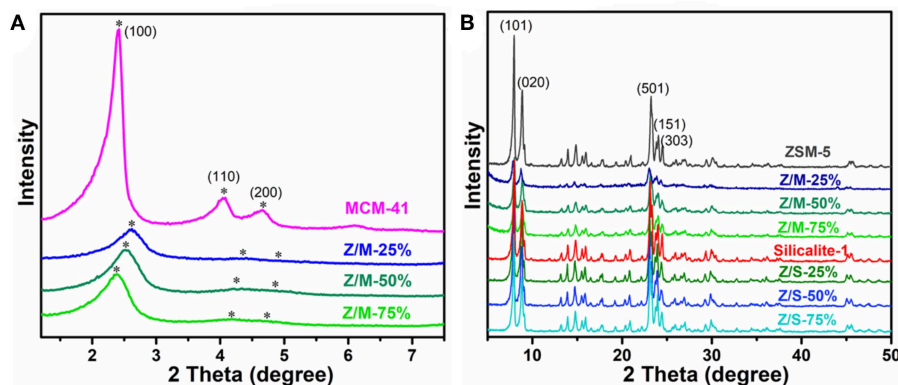 A
*
(100)
(110)
*
(200)
*
MCM-41
*
* *
Z/M-25%
*
* *
Z/M-50%
*
* *
Z/M-75%
Intensity
2 3 4 5 6 7
2 Theta (degree)
B
(101)
(020)
(501)
(151)
(303)
ZSM-5
Z/M-25%
Z/M-50%
Z/M-75%
Silicalite-1
Z/S-25%
Z/S-50%
Z/S-75%
Intensity
10 20 30 40 50
2 Theta (degree)